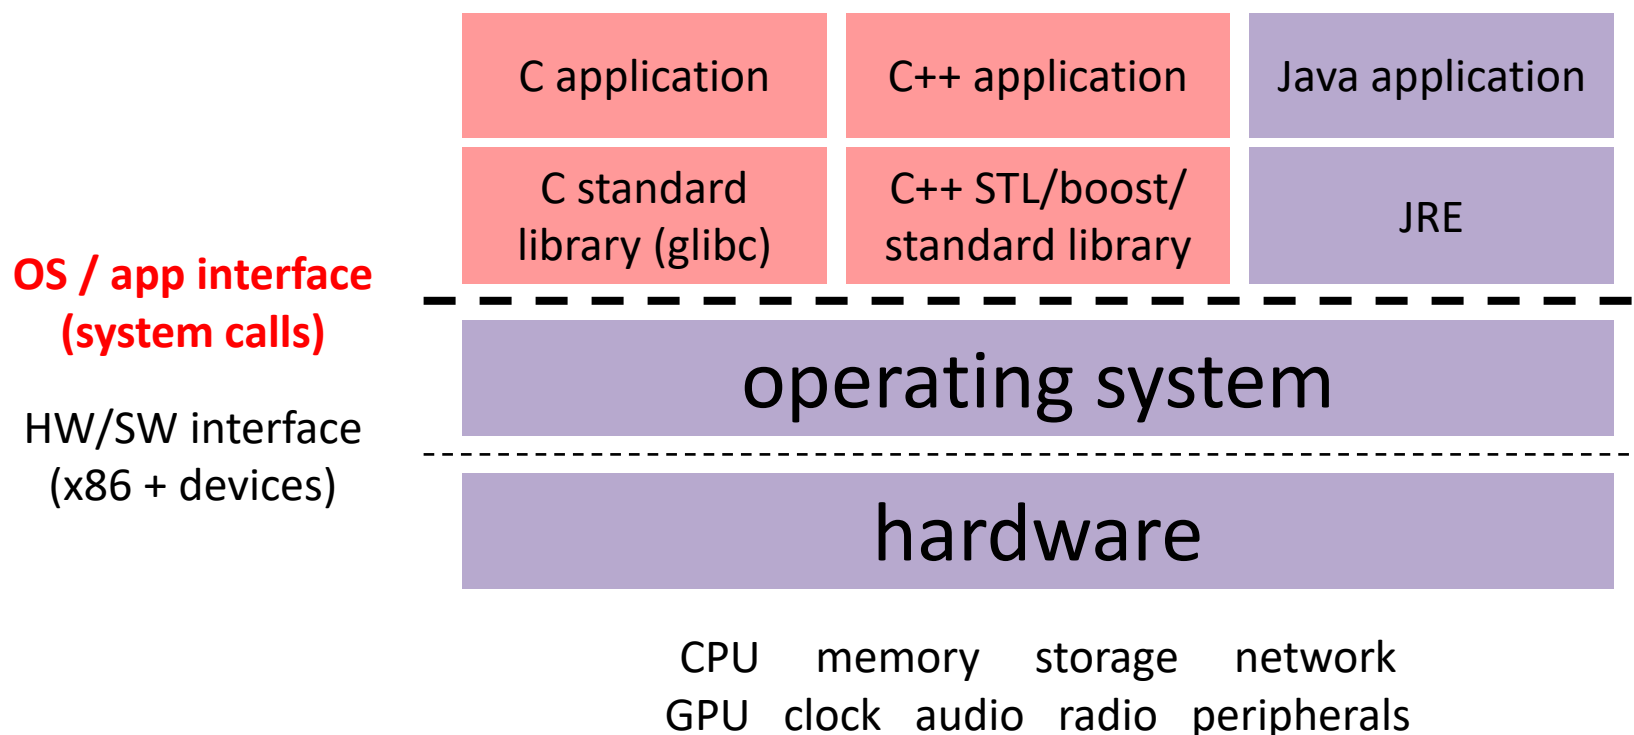 C application
C++ application
Java application
C standard
library (glibc)
C++ STL/boost/
standard library
JRE
OS / app interface
(system calls)
operating system
HW/SW interface
(x86 + devices)
hardware
CPU memory storage network
GPU clock audio radio peripherals